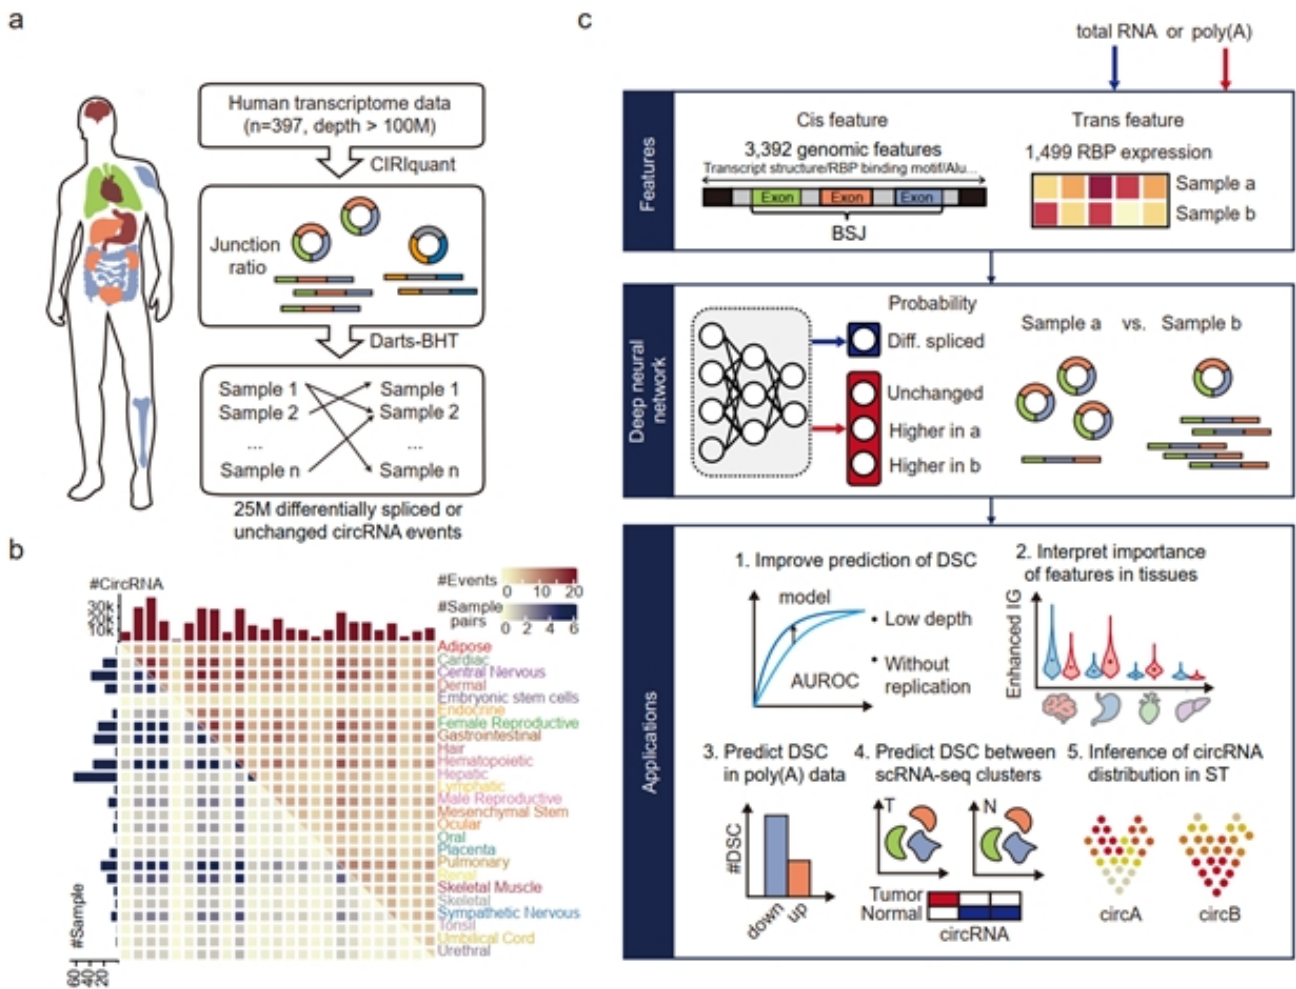 a
Human transcriptome data
(n=397, depth > 100M)
CIRIquant
Junction
ratio
Darts-BHT
Sample 1
Sample 1
Sample 2
Sample 2
....
....
Sample n
Sample n
25M differentially spliced or
unchanged circRNA events
b
#CircRNA
30k
20k
10k
#Events
0 10 20
#Sample
pairs
0 2 4 6
Adipose
Cardiac
Central Nervous
Dermal
Embryonic stem cells
Endocrine
Female Reproductive
Gastrointestinal
Hair
Hematopoietic
Hepatic
Lymphatic
Male Reproductive
Mesenchymal Stem
Ocular
Oral
Placenta
Pulmonary
Renal
Skeletal Muscle
Skeletal
Sympathetic Nervous
Tonsil
Umbilical Cord
Urethral
#Sample
60
40
20
c
total RNA or poly(A)
Features
Cis feature
3,392 genomic features
Transcript structure/RBP binding motif/Alu...
Exon Exon Exon
BSJ
Trans feature
1,499 RBP expression
Sample a
Sample b
Deep neural
network
Probability
Diff. spliced
Unchanged
Higher in a
Higher in b
Sample a vs. Sample b
Applications
1. Improve prediction of DSC
model
AUROC
• Low depth
• Without
replication
2. Interpret importance
of features in tissues
Enhanced IG
3. Predict DSC
in poly(A) data
#DSC
down
up
4. Predict DSC between
scRNA-seq clusters
T
N
Tumor
Normal
circRNA
5. Inference of circRNA
distribution in ST
circA
circB